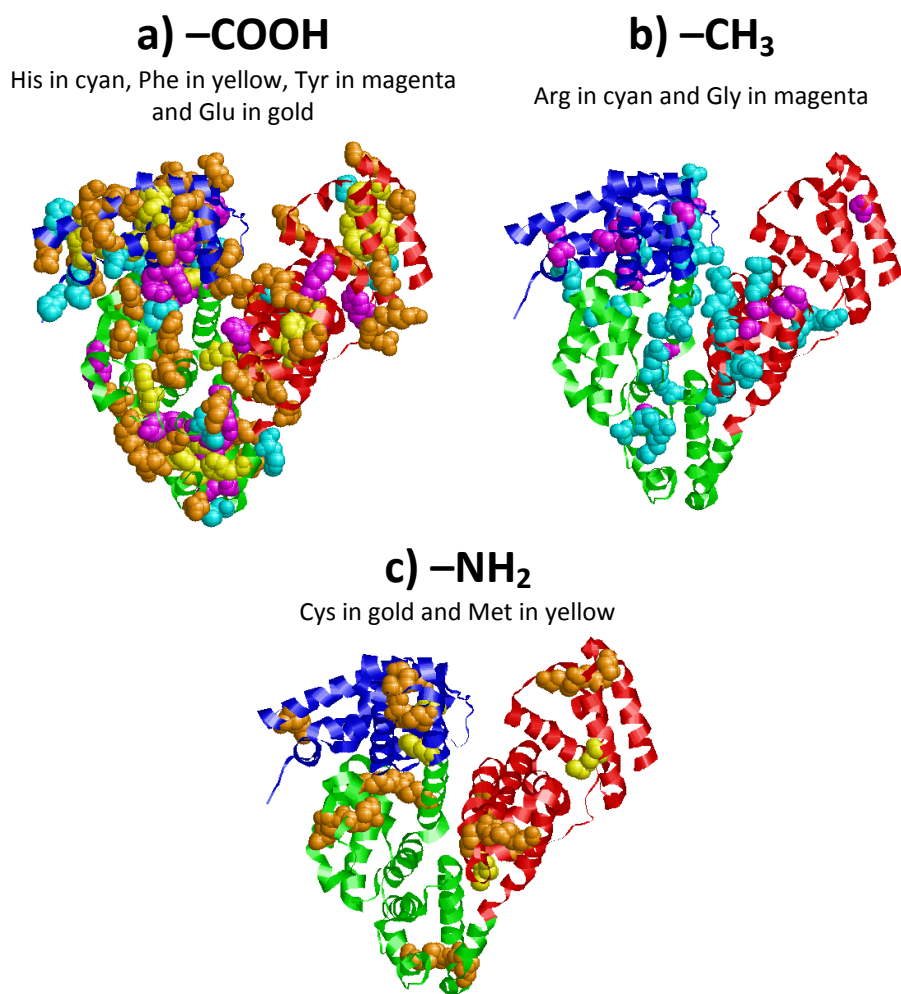 a) –COOH
His in cyan, Phe in yellow, Tyr in magenta
and Glu in gold
b) –CH₃
Arg in cyan and Gly in magenta
c) –NH₂
Cys in gold and Met in yellow